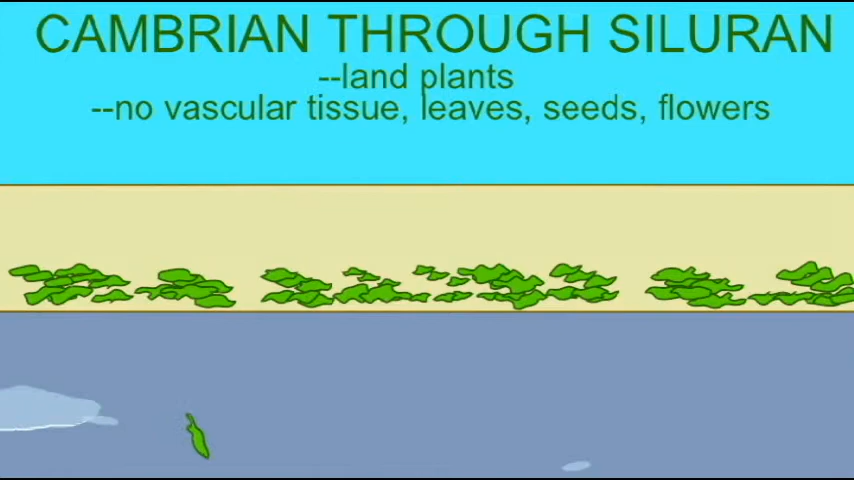 CAMBRIAN THROUGH SILURAN
--land plants
--no vascular tissue, leaves, seeds, flowers